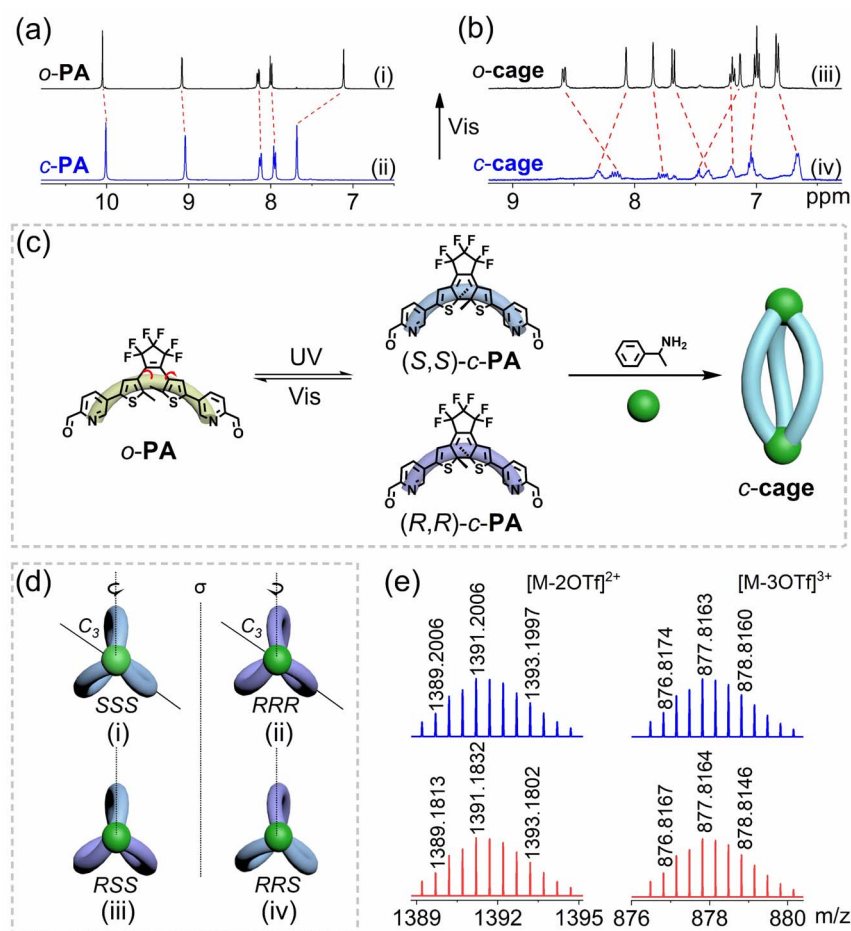 (a)
o-PA
(i)
c-PA
(ii)
10 9 8 7
(b)
o-cage
(iii)
Vis
c-cage
(iv)
9 8 7 ppm
(c)
F F F F F F
S S
N N
O O
o-PA
UV
Vis
F F F F F F
S S
N N
O O
(S,S)-c-PA
F F F F F F
S S
N N
O O
(R,R)-c-PA
NH2
c-cage
(d)
σ
C3
SSS
(i)
C3
RRR
(ii)
RSS
(iii)
RRS
(iv)
(e)
[M-2OTf]2+
[M-3OTf]3+
1389.2006
1391.2006
1393.1997
876.8174
877.8163
878.8160
1389.1813
1391.1832
1393.1802
876.8167
877.8164
878.8146
1389 1392 1395
876 878 880 m/z